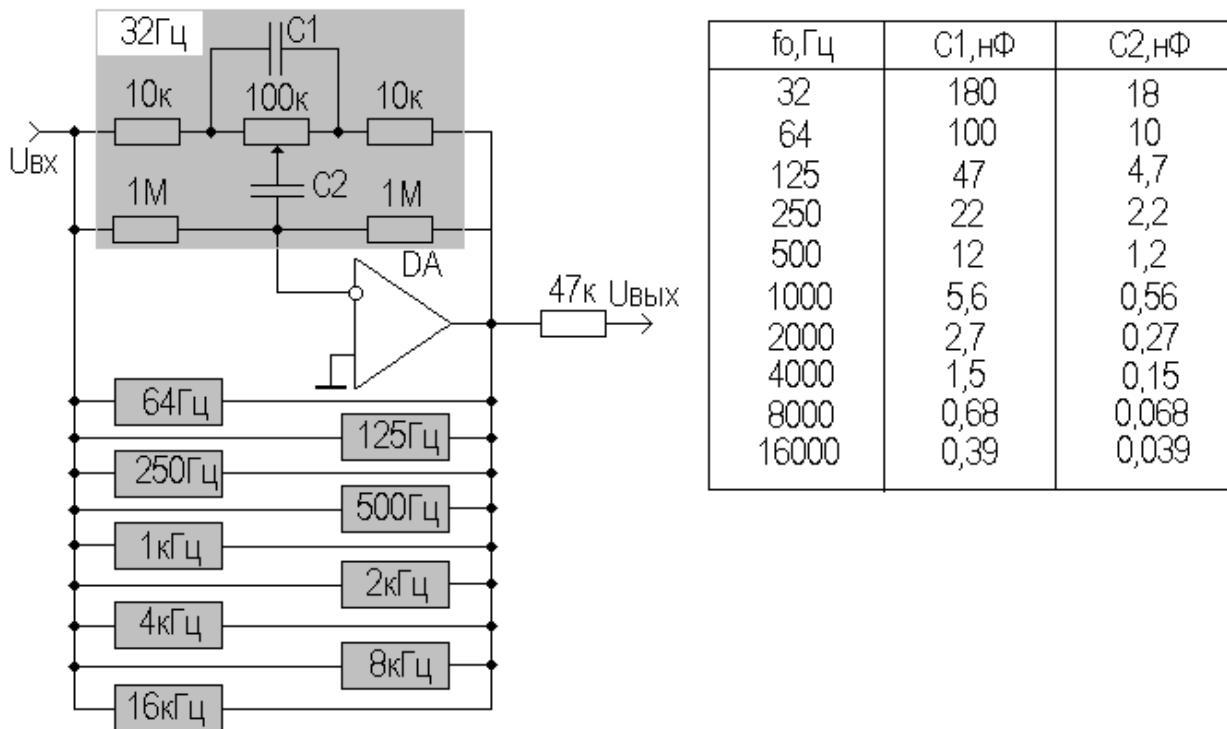 32Гц
C1
10к
100к
10к
Uвх
C2
1М
1М
DA
47к
Uвых
64Гц
125Гц
250Гц
500Гц
1кГц
2кГц
4кГц
8кГц
16кГц
fo,Гц C1,нФ C2,нФ
32 180 18
64 100 10
125 47 4,7
250 22 2,2
500 12 1,2
1000 5,6 0,56
2000 2,7 0,27
4000 1,5 0,15
8000 0,68 0,068
16000 0,39 0,039